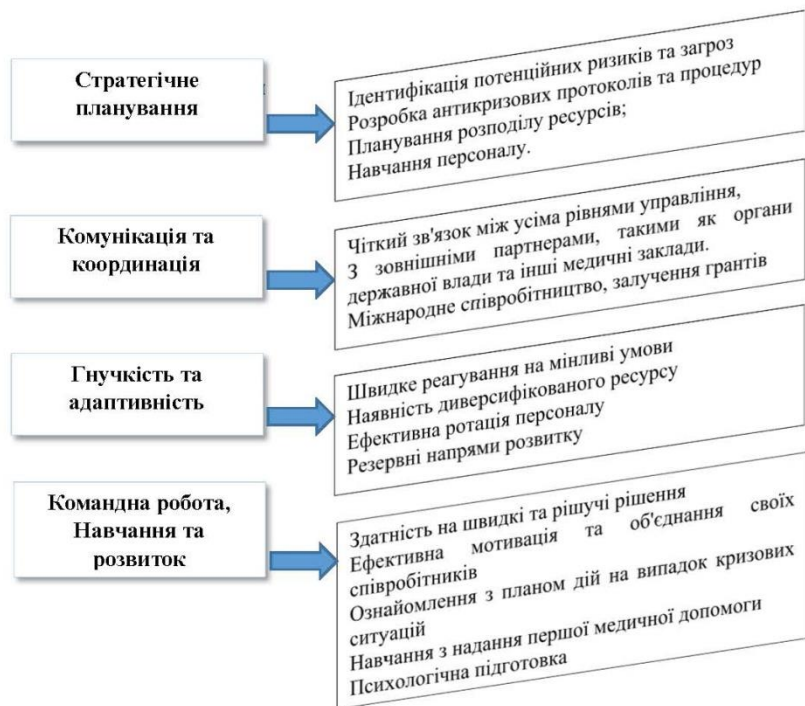 Стратегічне
планування
Ідентифікація потенційних ризиків та загроз
Розробка антикризових протоколів та процедур
Планування розподілу ресурсів;
Навчання персоналу.
Комунікація та
координація
Чіткий зв'язок між усіма рівнями управління,
З зовнішніми партнерами, такими як органи
державної влади та інші медичні заклади.
Міжнародне співробітництво, залучення грантів
Гнучкість та
адаптивність
Швидке реагування на мінливі умови
Наявність диверсифікованого ресурсу
Ефективна ротація персоналу
Резервні напрями розвитку
Командна робота,
Навчання та
розвиток
Здатність на швидкі та рішучі рішення
Ефективна мотивація та об'єднання своїх
співробітників
Ознайомлення з планом дій на випадок кризових
ситуацій
Навчання з надання першої медичної допомоги
Психологічна підготовка